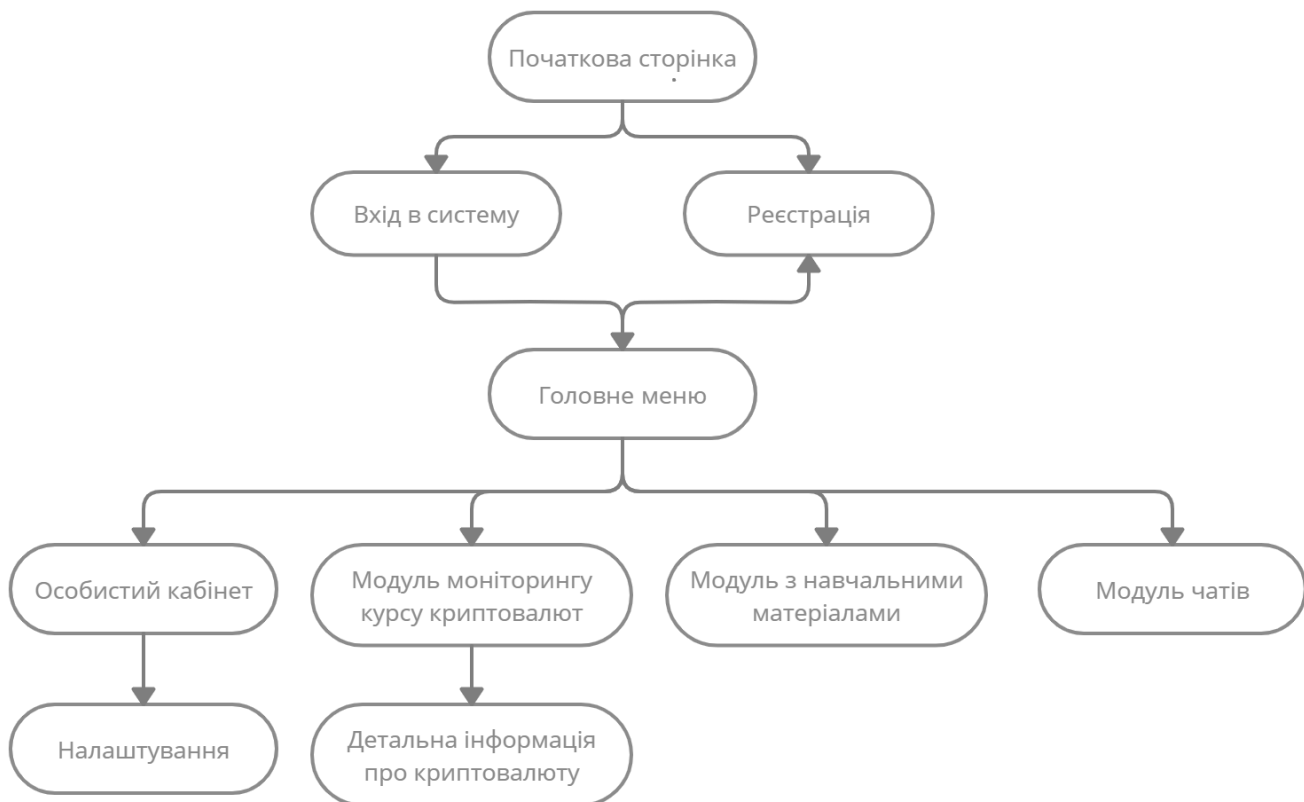 Початкова сторінка
Вхід в систему
Реєстрація
Головне меню
Особистий кабінет
Модуль моніторингу
курсу криптовалют
Модуль з навчальними
матеріалами
Модуль чатів
Налаштування
Детальна інформація
про криптовалюту